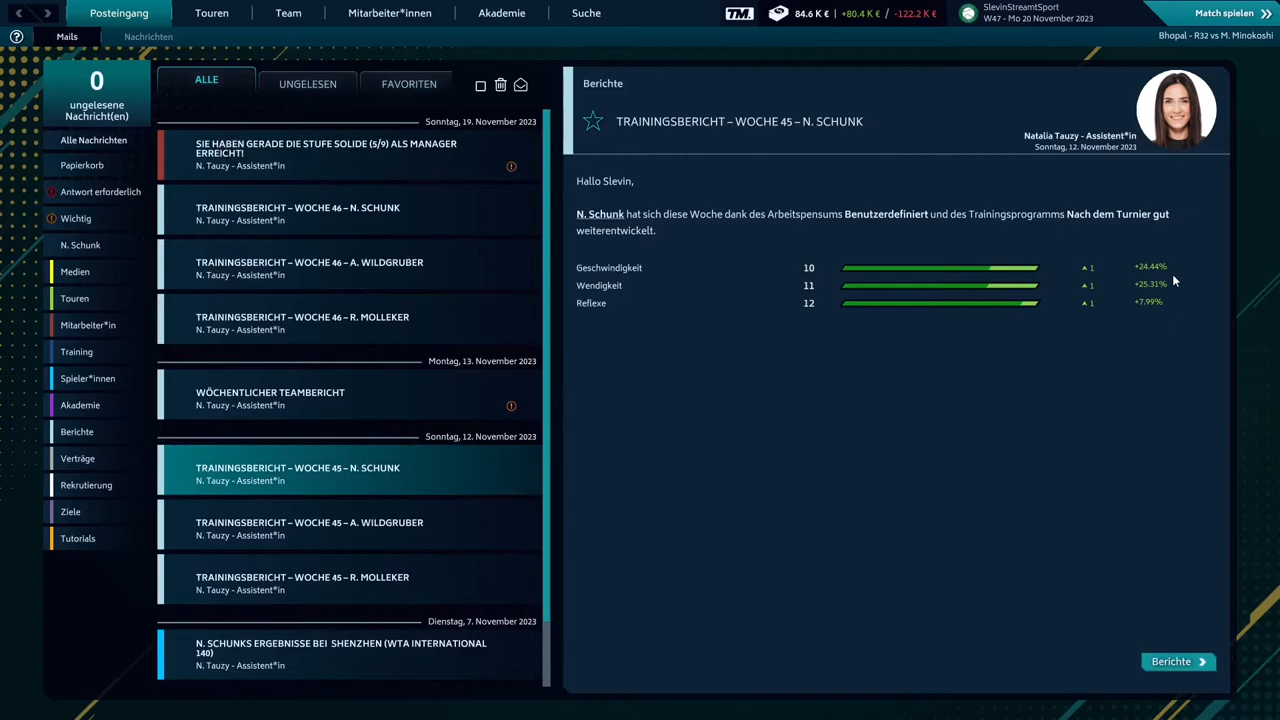 Posteingang
Touren
Team
Mitarbeiter*innen
Akademie
Suche
TM.
84.6 K € / +80.4 K € / -122.2 K €
SlevinStreamtSport
W47 - Mo 20 November 2023
Match spielen
Mails
Nachrichten
Bhopal - R32 vs M. Minokoshi
0
ungelesene
Nachricht(en)
Alle Nachrichten
Papierkorb
Antwort erforderlich
Wichtig
N. Schunk
Medien
Touren
Mitarbeiter*in
Training
Spieler*innen
Akademie
Berichte
Verträge
Rekrutierung
Ziele
Tutorials
ALLE
UNGELESEN
FAVORITEN
Sonntag, 19. November 2023
SIE HABEN GERADE DIE STUFE SOLIDE (5/9) ALS MANAGER
ERREICHT!
N. Tauzy - Assistent*in
TRAININGSBERICHT – WOCHE 46 – N. SCHUNK
N. Tauzy - Assistent*in
TRAININGSBERICHT – WOCHE 46 – A. WILDGRUBER
N. Tauzy - Assistent*in
TRAININGSBERICHT – WOCHE 46 – R. MOLLEKER
N. Tauzy - Assistent*in
Montag, 13. November 2023
WÖCHENTLICHER TEAMBERICHT
N. Tauzy - Assistent*in
Sonntag, 12. November 2023
TRAININGSBERICHT – WOCHE 45 – N. SCHUNK
N. Tauzy - Assistent*in
TRAININGSBERICHT – WOCHE 45 – A. WILDGRUBER
N. Tauzy - Assistent*in
TRAININGSBERICHT – WOCHE 45 – R. MOLLEKER
N. Tauzy - Assistent*in
Dienstag, 7. November 2023
N. SCHUNKS ERGEBNISSE BEI SHENZHEN (WTA INTERNATIONAL
140)
N. Tauzy - Assistent*in
Berichte
TRAININGSBERICHT – WOCHE 45 – N. SCHUNK
Natalia Tauzy - Assistent*in
Sonntag, 12. November 2023
Hallo Slevin,
N. Schunk hat sich diese Woche dank des Arbeitspensums Benutzerdefiniert und des Trainingsprogramms Nach dem Turnier gut
weiterentwickelt.
Geschwindigkeit 10 1 +24.44%
Wendigkeit 11 1 +25.31%
Reflexe 12 1 +7.99%
Berichte